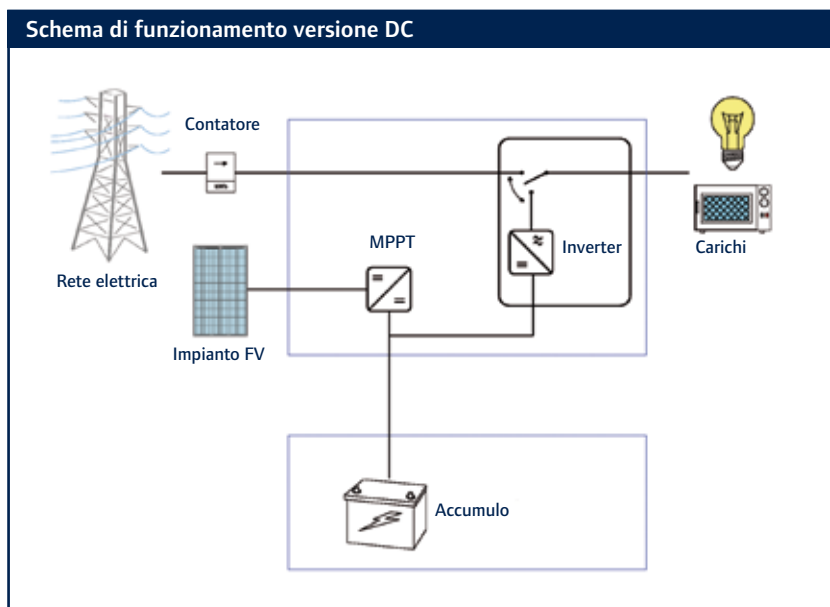 Schema di funzionamento versione DC
Contatore
MPPT
Inverter
Carichi
Rete elettrica
Impianto FV
Accumulo